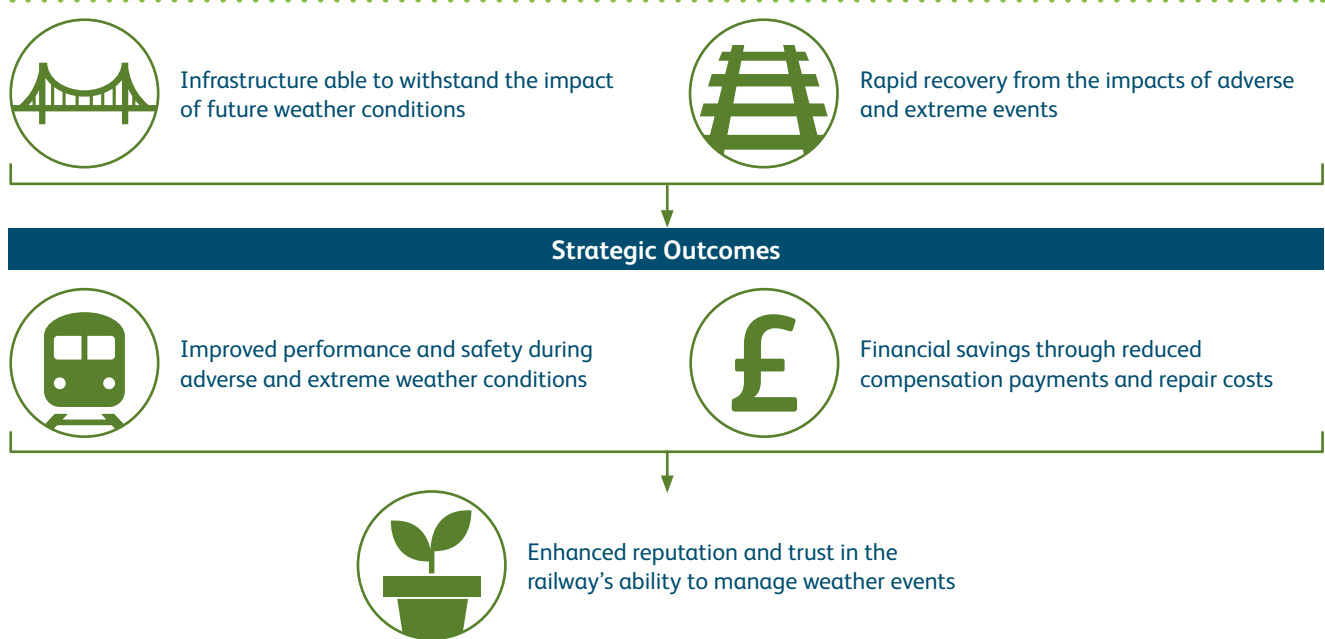 Infrastructure able to withstand the impact
of future weather conditions
Rapid recovery from the impacts of adverse
and extreme events
Strategic Outcomes
Improved performance and safety during
adverse and extreme weather conditions
£
Financial savings through reduced
compensation payments and repair costs
Enhanced reputation and trust in the
railway’s ability to manage weather events